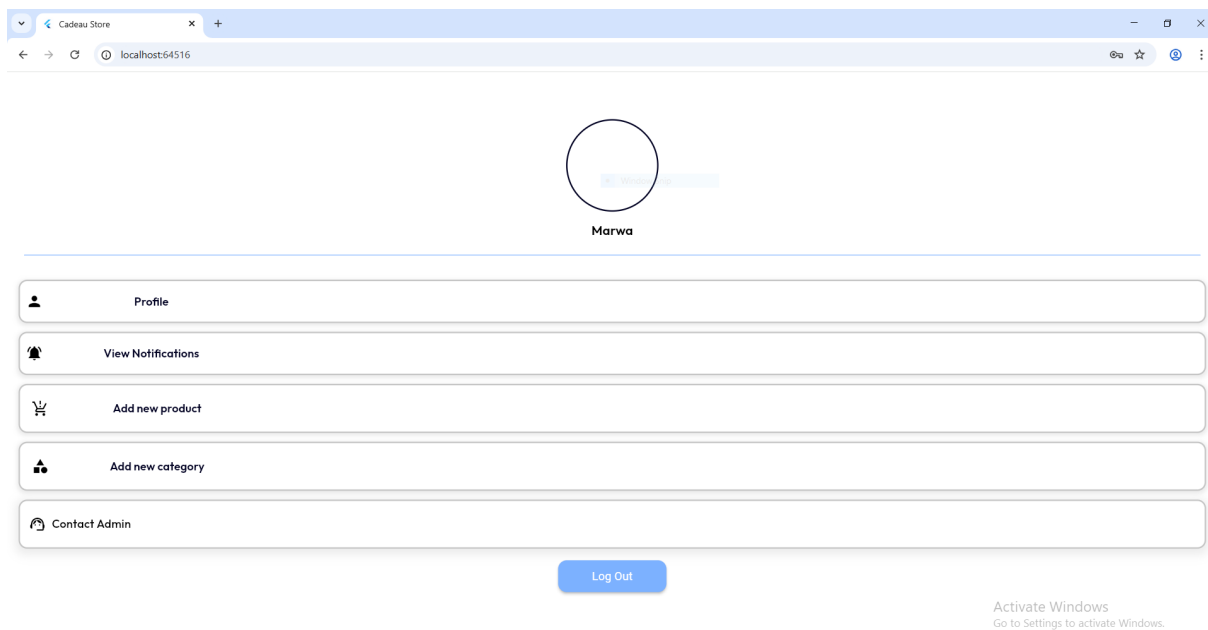 Cadeau Store
localhost:64516
Marwa
Profile
View Notifications
Add new product
Add new category
Contact Admin
Log Out
Activate Windows
Go to Settings to activate Windows.